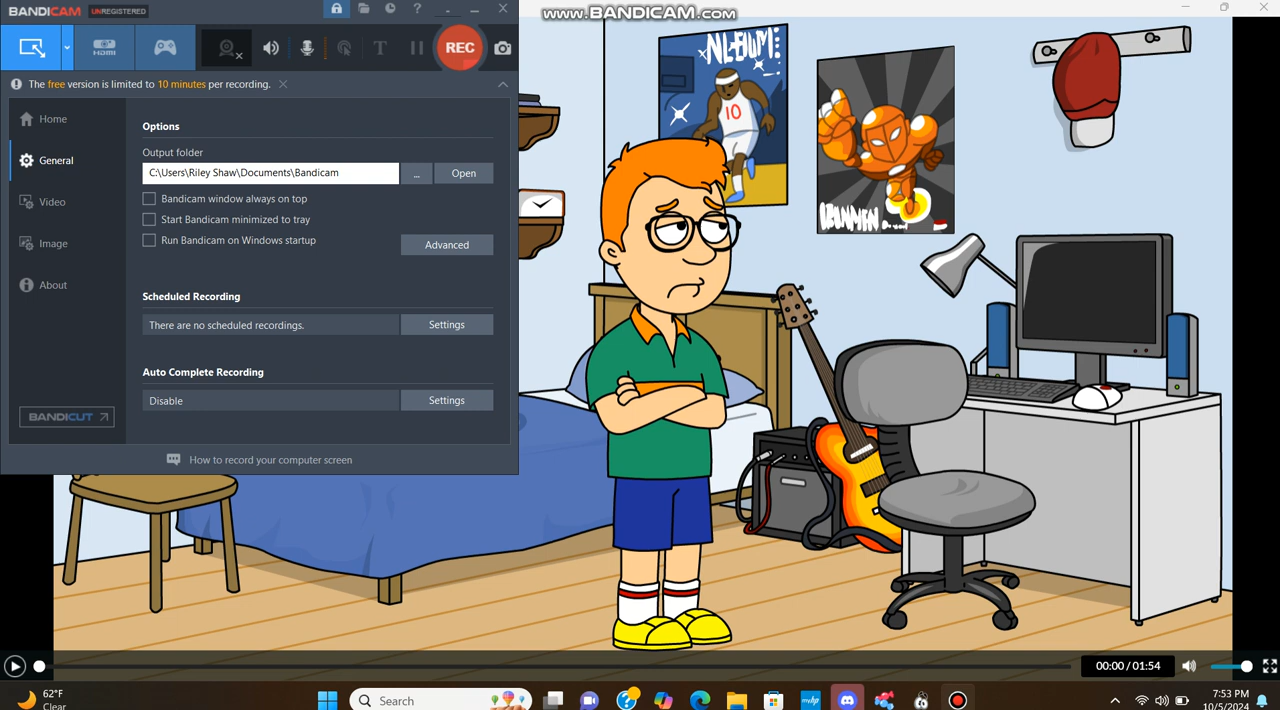 BANDICAM UNREGISTERED
www.BANDICAM.com
HDMI
REC
The free version is limited to 10 minutes per recording.
Home
General
Video
Image
About
BANDICUT
Options
Output folder
C:\Users\Riley Shaw\Documents\Bandicam
...
Open
Bandicam window always on top
Start Bandicam minimized to tray
Run Bandicam on Windows startup
Advanced
Scheduled Recording
There are no scheduled recordings.
Settings
Auto Complete Recording
Disable
Settings
How to record your computer screen
10
00:00 / 01:54
62°F
Clear
Search
myhp
7:53 PM
10/5/2024